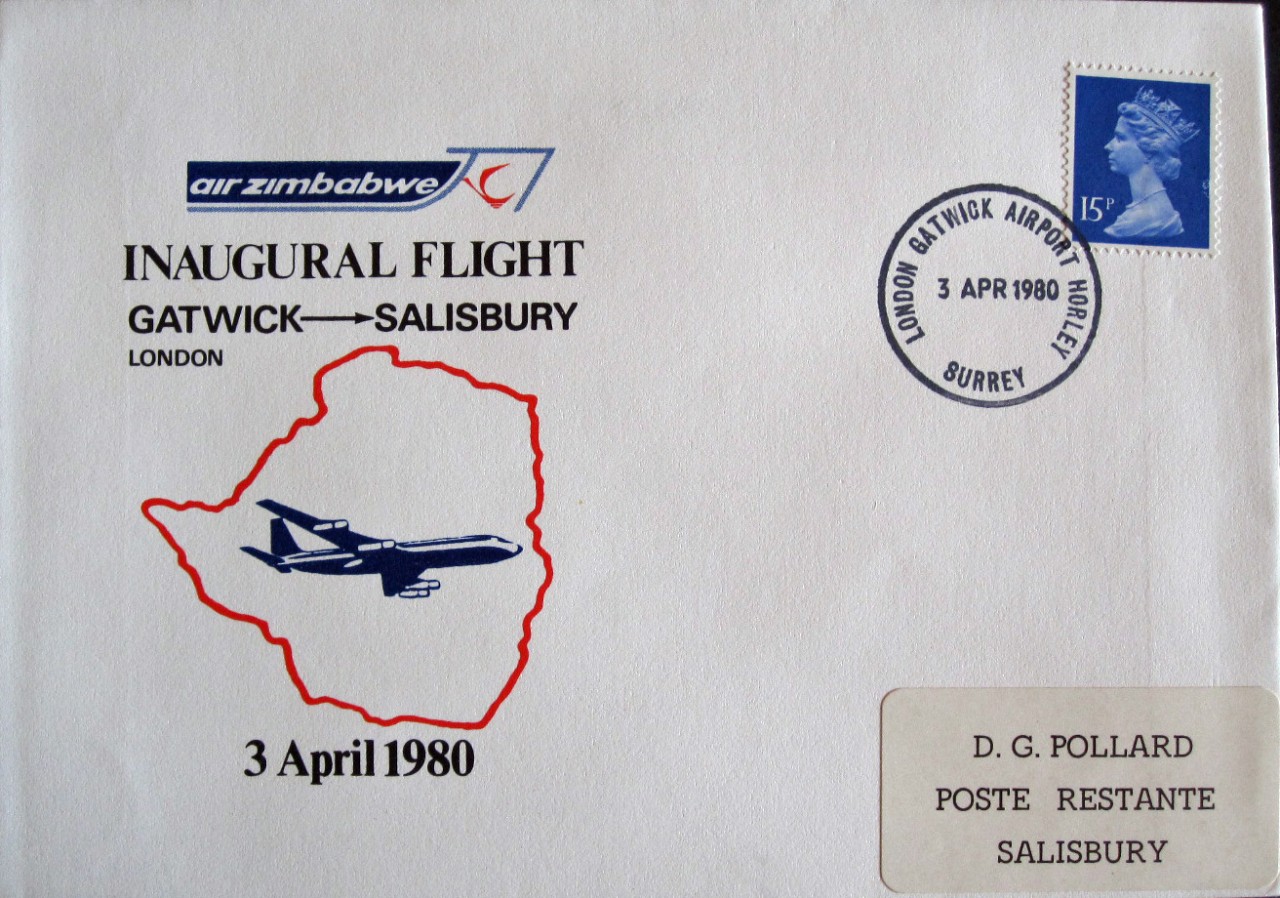 air zimbabwe
INAUGURAL FLIGHT
GATWICK→SALISBURY
LONDON
3 April 1980
15P
LONDON GATWICK AIRPORT HORLEY
3 APR 1980
SURREY
D. G. POLLARD
POSTE RESTANTE
SALISBURY